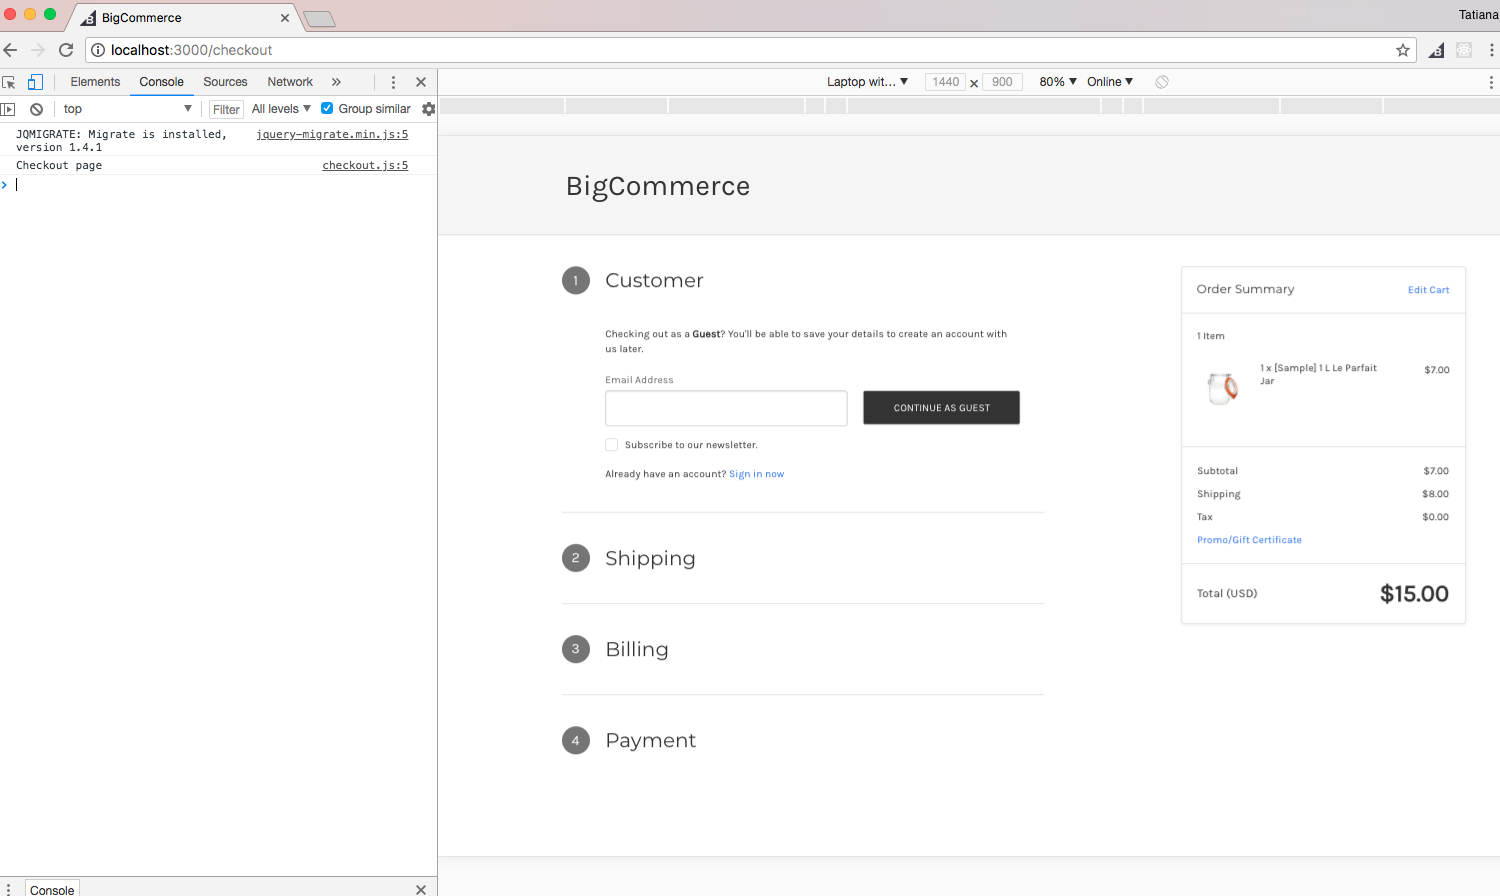 BigCommerce
Tatiana
localhost:3000/checkout
Elements Console Sources Network »
Laptop wit... ▼ 1440 x 900 80% ▼ Online ▼
top ▼ Filter All levels ▼ Group similar
JQMIGRATE: Migrate is installed, version 1.4.1 jquery-migrate.min.js:5
Checkout page checkout.js:5
BigCommerce
1 Customer
Checking out as a Guest? You'll be able to save your details to create an account with
us later.
Email Address
CONTINUE AS GUEST
Subscribe to our newsletter.
Already have an account? Sign in now
2 Shipping
3 Billing
4 Payment
Order Summary Edit Cart
1 Item
1 x [Sample] 1 L Le Parfait $7.00
Jar
Subtotal $7.00
Shipping $8.00
Tax $0.00
Promo/Gift Certificate
Total (USD) $15.00
Console